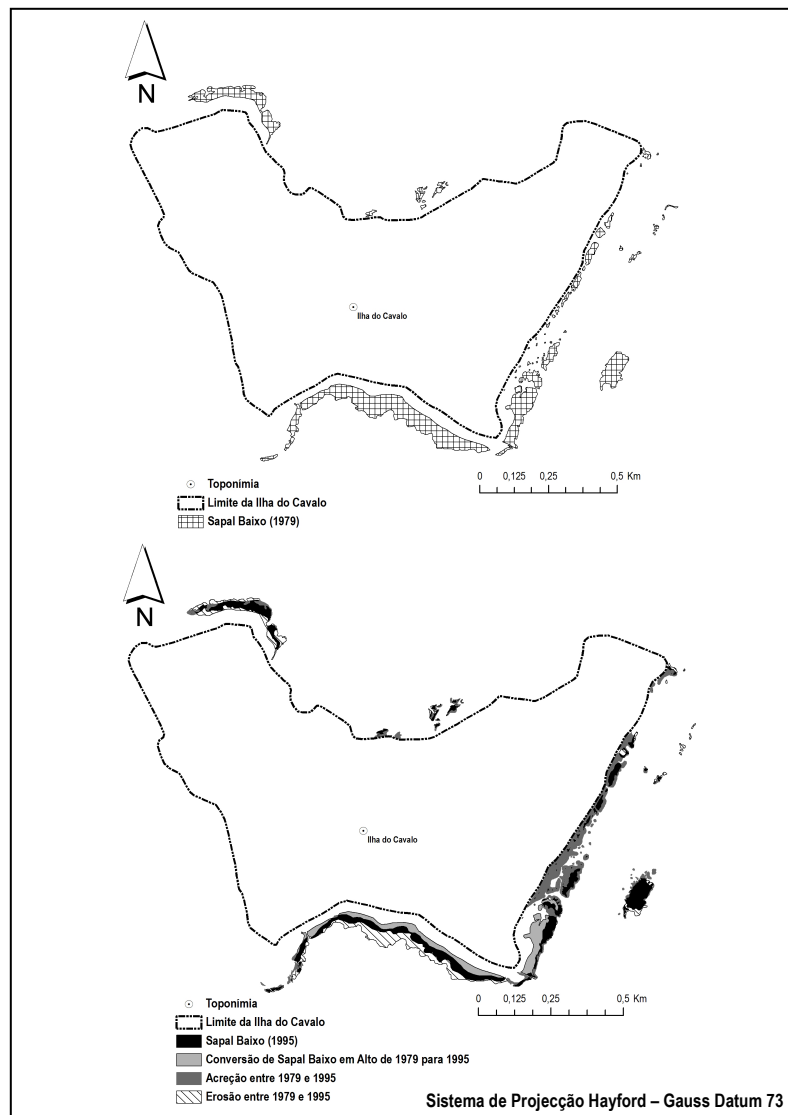 N
Ilha do Cavalo
Toponímia
Limite da Ilha do Cavalo
Sapal Baixo (1979)
0 0,125 0,25 0,5 Km
N
Ilha do Cavalo
Toponímia
Limite da Ilha do Cavalo
Sapal Baixo (1995)
Conversão de Sapal Baixo em Alto de 1979 para 1995
Acreção entre 1979 e 1995
Erosão entre 1979 e 1995
0 0,125 0,25 0,5 Km
Sistema de Projecção Hayford – Gauss Datum 73